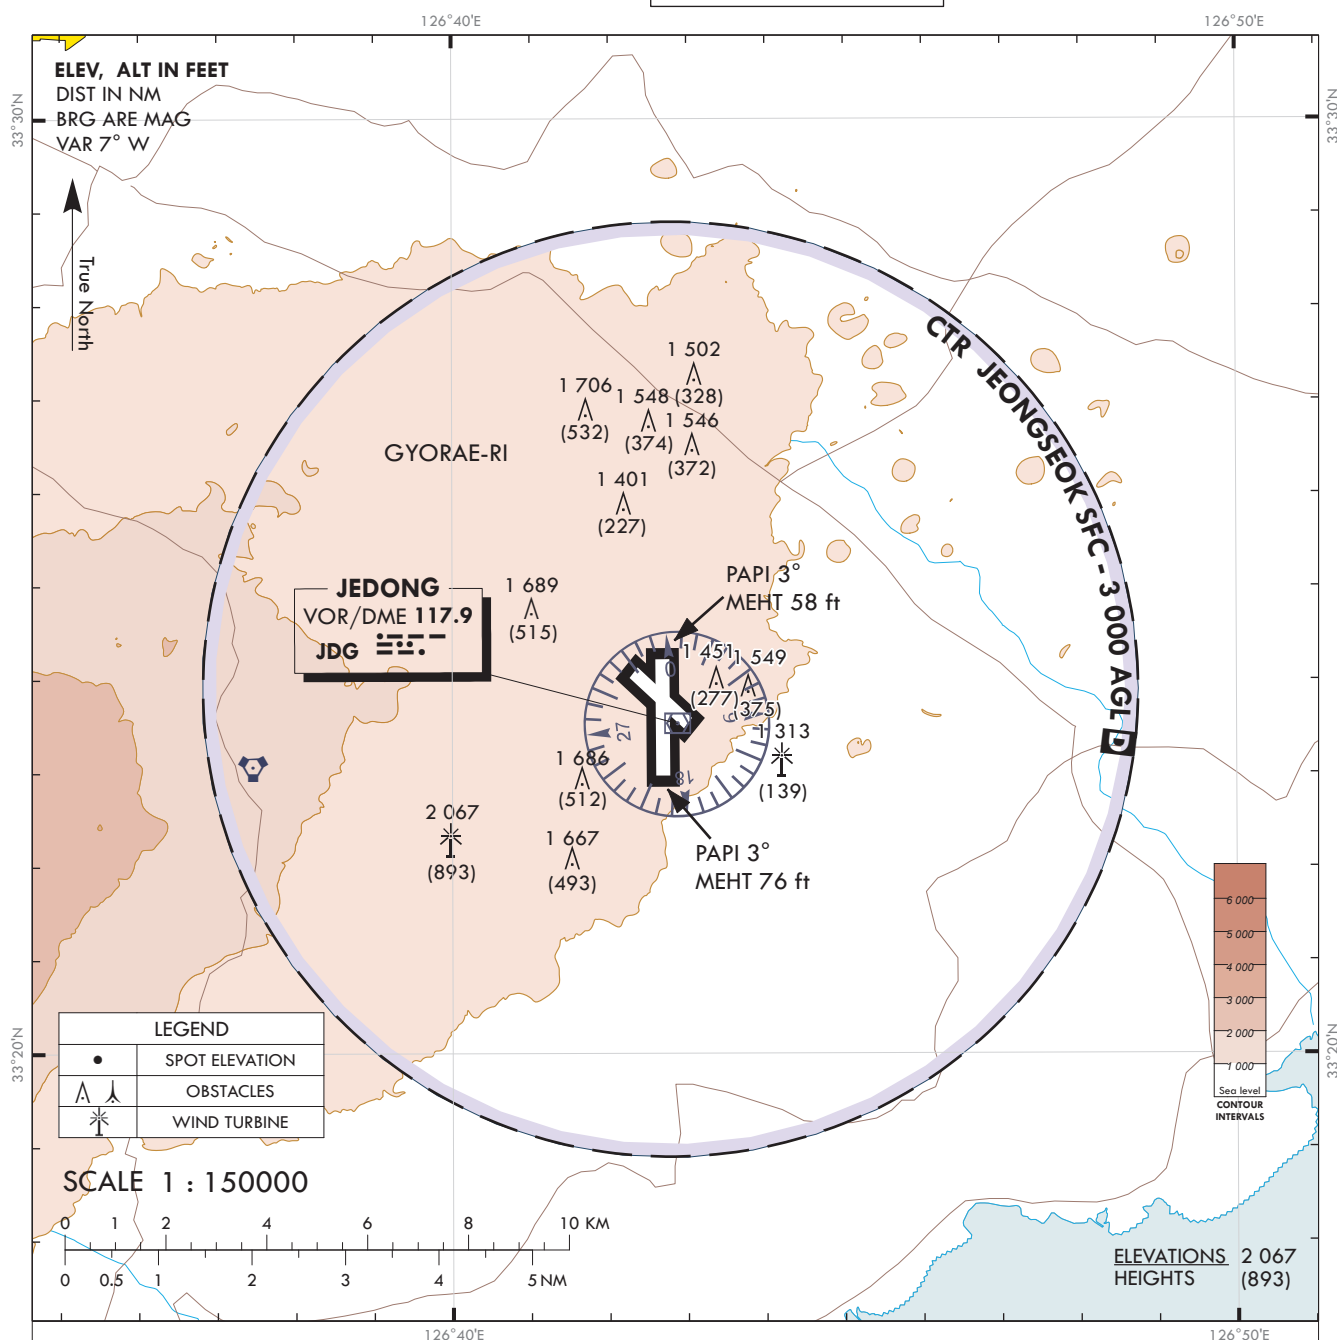 126°40'E
126°50'E
33°30'N
33°30'N
ELEV, ALT IN FEET
DIST IN NM
BRG ARE MAG
VAR 7° W
True North
CTR JEONGSEOK SFC - 3 000 AGL D
1 502
(328)
1 706
(532)
1 548
(374)
1 546
(372)
GYORAE-RI
1 401
(227)
PAPI 3°
MEHT 58 ft
JEDONG
VOR/DME 117.9
JDG
1 689
(515)
1 451
(277)
1 549
(375)
0
9
18
27
1 313
(139)
1 686
(512)
2 067
(893)
1 667
(493)
PAPI 3°
MEHT 76 ft
6 000
5 000
4 000
3 000
2 000
1 000
Sea level
CONTOUR
INTERVALS
33°20'N
33°20'N
LEGEND
SPOT ELEVATION
OBSTACLES
WIND TURBINE
SCALE 1 : 150000
0 1 2 4 6 8 10 KM
0 0.5 1 2 3 4 5 NM
ELEVATIONS 2 067
HEIGHTS (893)
126°40'E
126°50'E